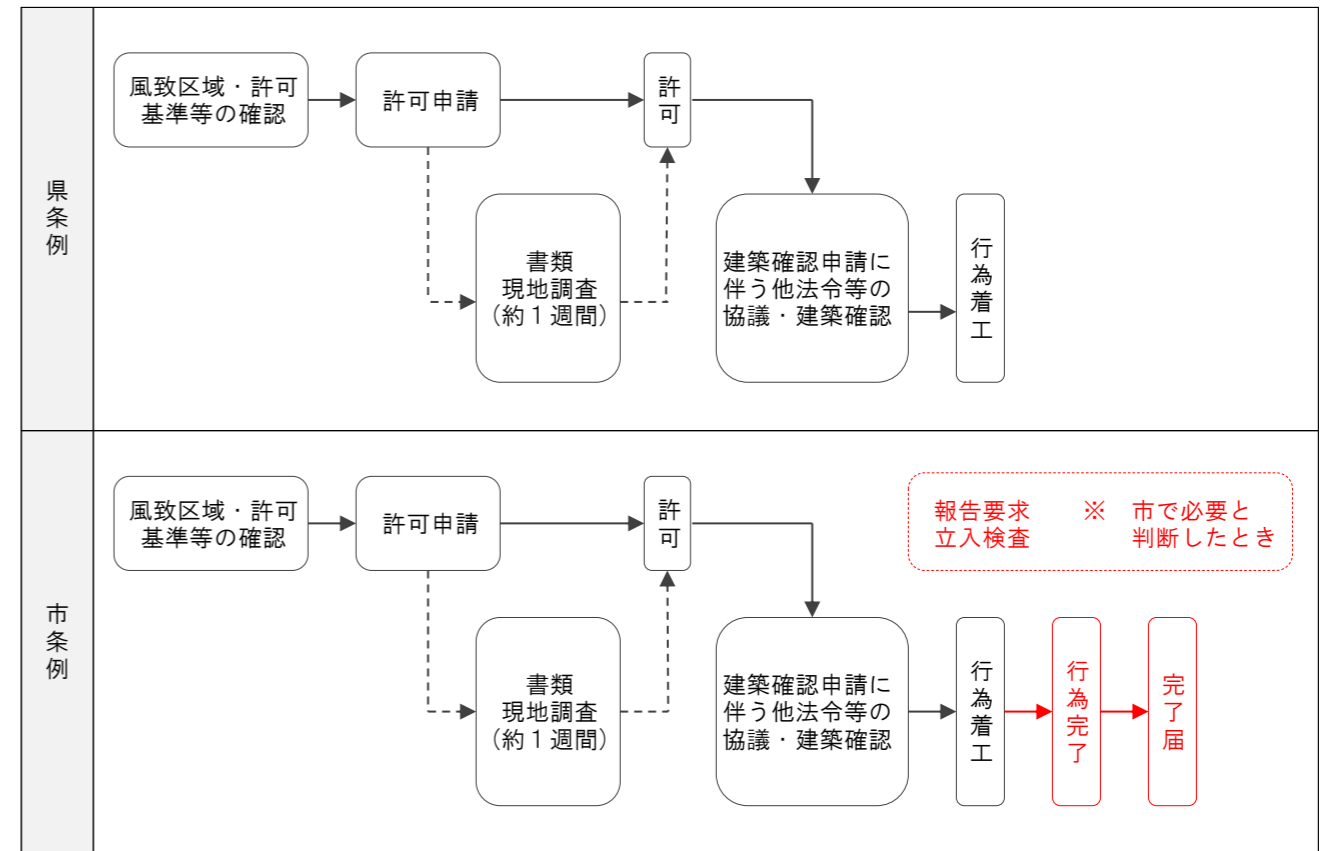 県条例
風致区域・許可
基準等の確認
許可申請
許可
書類
現地調査
(約１週間)
建築確認申請に
伴う他法令等の
協議・建築確認
行為着工
市条例
風致区域・許可
基準等の確認
許可申請
許可
書類
現地調査
(約１週間)
建築確認申請に
伴う他法令等の
協議・建築確認
行為着工
行為完了
完了届
報告要求 ※ 市で必要と
立入検査 判断したとき